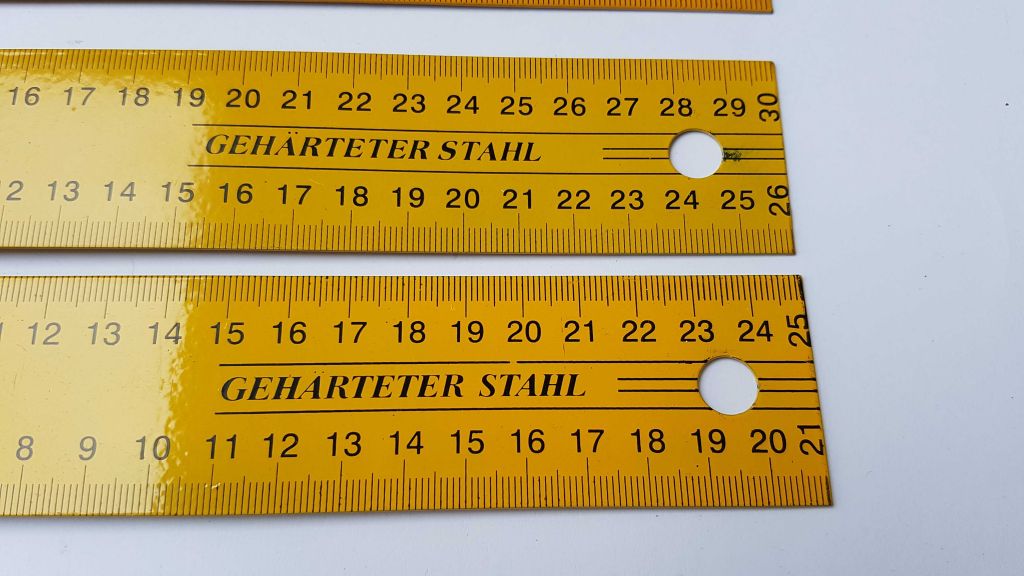 16 17 18 19 20 21 22 23 24 25 26 27 28 29 30
GEHÄRTETER STAHL
12 13 14 15 16 17 18 19 20 21 22 23 24 25 26
12 13 14 15 16 17 18 19 20 21 22 23 24 25
GEHÄRTETER STAHL
8 9 10 11 12 13 14 15 16 17 18 19 20 21